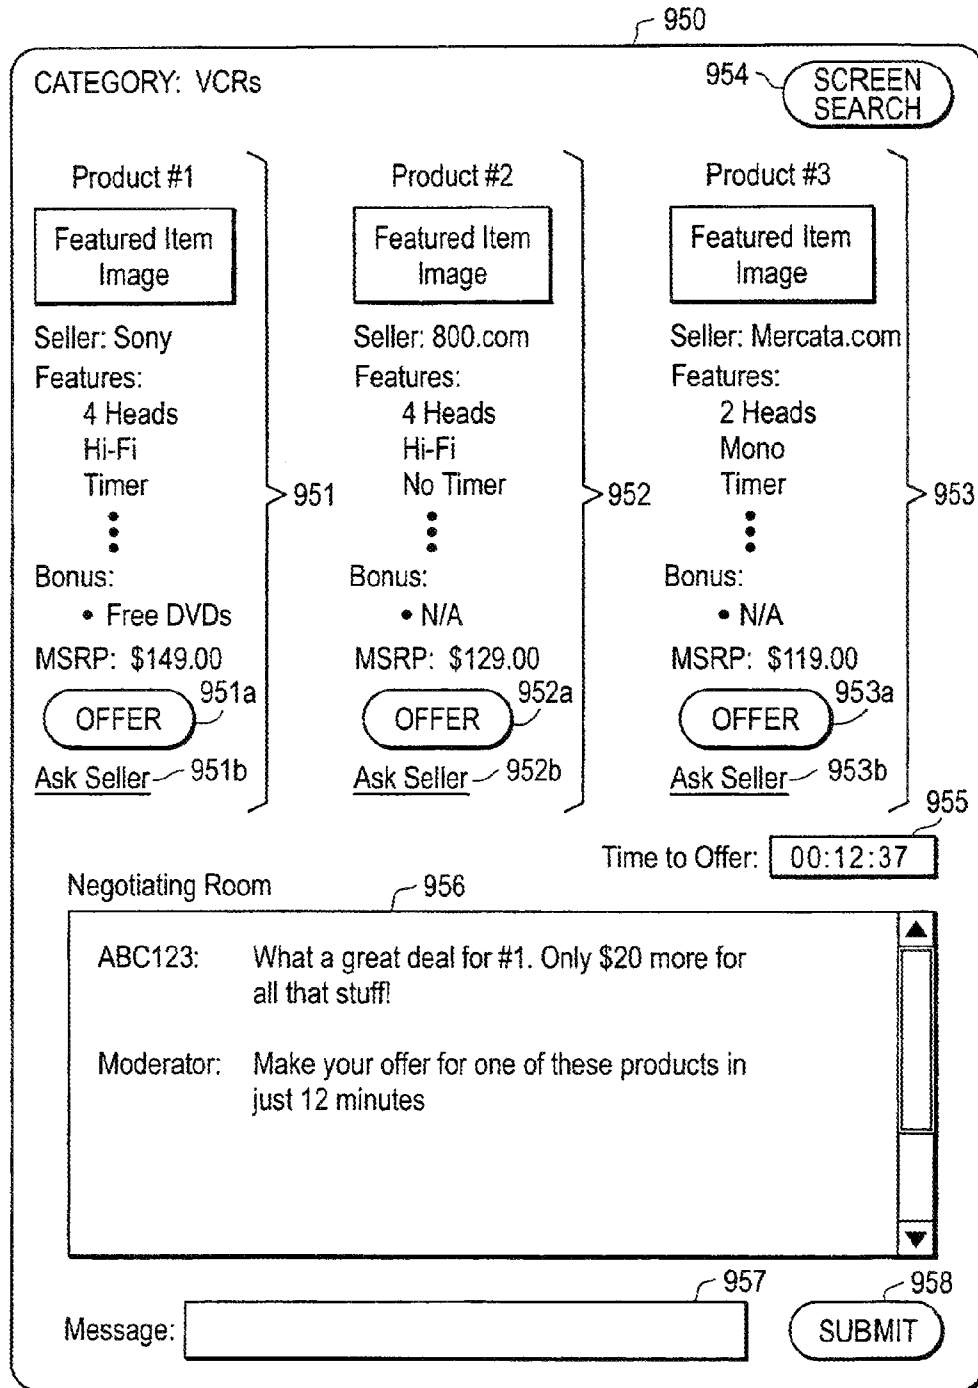 950
CATEGORY: VCRs
954
SCREEN
SEARCH
Product #1
Featured Item
Image
Seller: Sony
Features:
4 Heads
Hi-Fi
Timer
951
Bonus:
• Free DVDs
MSRP: $149.00
OFFER
951a
Ask Seller
951b
Product #2
Featured Item
Image
Seller: 800.com
Features:
4 Heads
Hi-Fi
No Timer
952
Bonus:
• N/A
MSRP: $129.00
OFFER
952a
Ask Seller
952b
Product #3
Featured Item
Image
Seller: Mercata.com
Features:
2 Heads
Mono
Timer
953
Bonus:
• N/A
MSRP: $119.00
OFFER
953a
Ask Seller
953b
955
Time to Offer: 00:12:37
Negotiating Room
956
ABC123: What a great deal for #1. Only $20 more for
all that stuff!
Moderator: Make your offer for one of these products in
just 12 minutes
957
958
Message:
SUBMIT